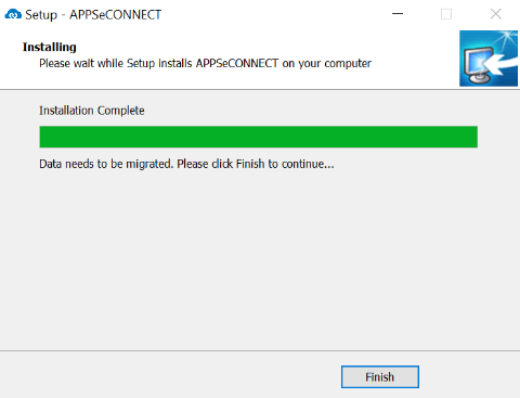 Setup - APPSeCONNECT
Installing
Please wait while Setup installs APPSeCONNECT on your computer
Installation Complete
Data needs to be migrated. Please click Finish to continue...
Finish